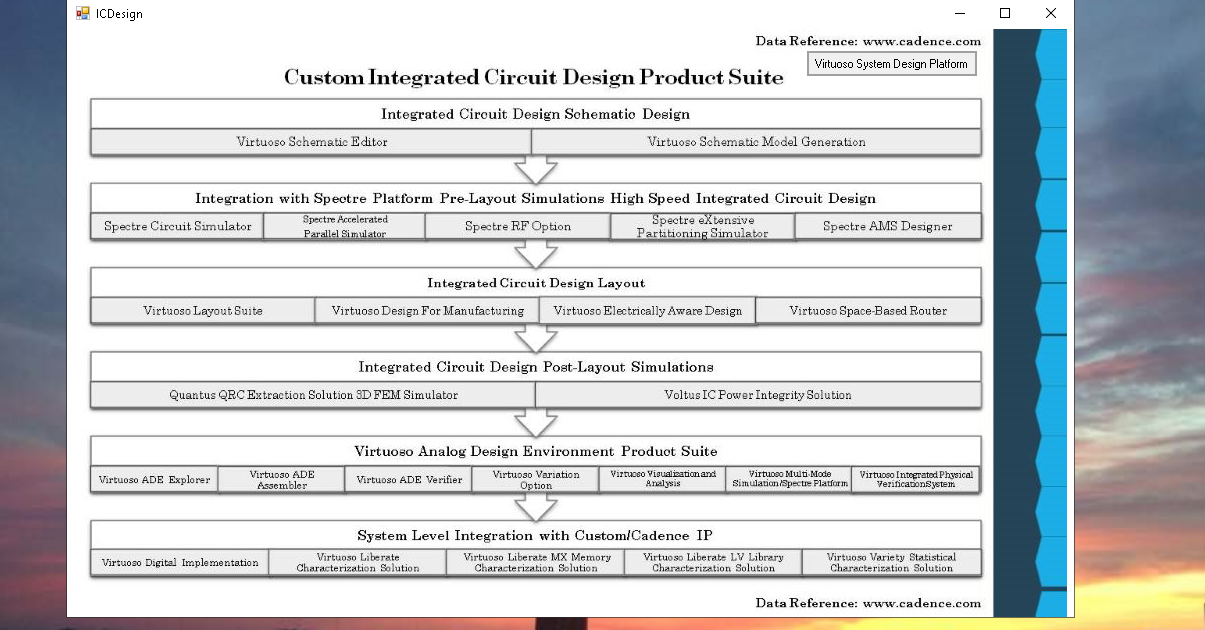 ICDesign
Data Reference: www.cadence.com
Virtuoso System Design Platform
Custom Integrated Circuit Design Product Suite
Integrated Circuit Design Schematic Design
Virtuoso Schematic Editor
Virtuoso Schematic Model Generation
Integration with Spectre Platform Pre-Layout Simulations High Speed Integrated Circuit Design
Spectre Circuit Simulator
Spectre Accelerated
Parallel Simulator
Spectre RF Option
Spectre eXtensive
Partitioning Simulator
Spectre AMS Designer
Integrated Circuit Design Layout
Virtuoso Layout Suite
Virtuoso Design For Manufacturing
Virtuoso Electrically Aware Design
Virtuoso Space-Based Router
Integrated Circuit Design Post-Layout Simulations
Quantus QRC Extraction Solution 3D FEM Simulator
Voltus IC Power Integrity Solution
Virtuoso Analog Design Environment Product Suite
Virtuoso ADE Explorer
Virtuoso ADE
Assembler
Virtuoso ADE Verifier
Virtuoso Variation
Option
Virtuoso Visualization and
Analysis
Virtuoso Multi-Mode
Simulation/Spectre Platform
Virtuoso Integrated Physical
Verification System
System Level Integration with Custom/Cadence IP
Virtuoso Digital Implementation
Virtuoso Liberate
Characterization Solution
Virtuoso Liberate MX Memory
Characterization Solution
Virtuoso Liberate LV Library
Characterization Solution
Virtuoso Variety Statistical
Characterization Solution
Data Reference: www.cadence.com